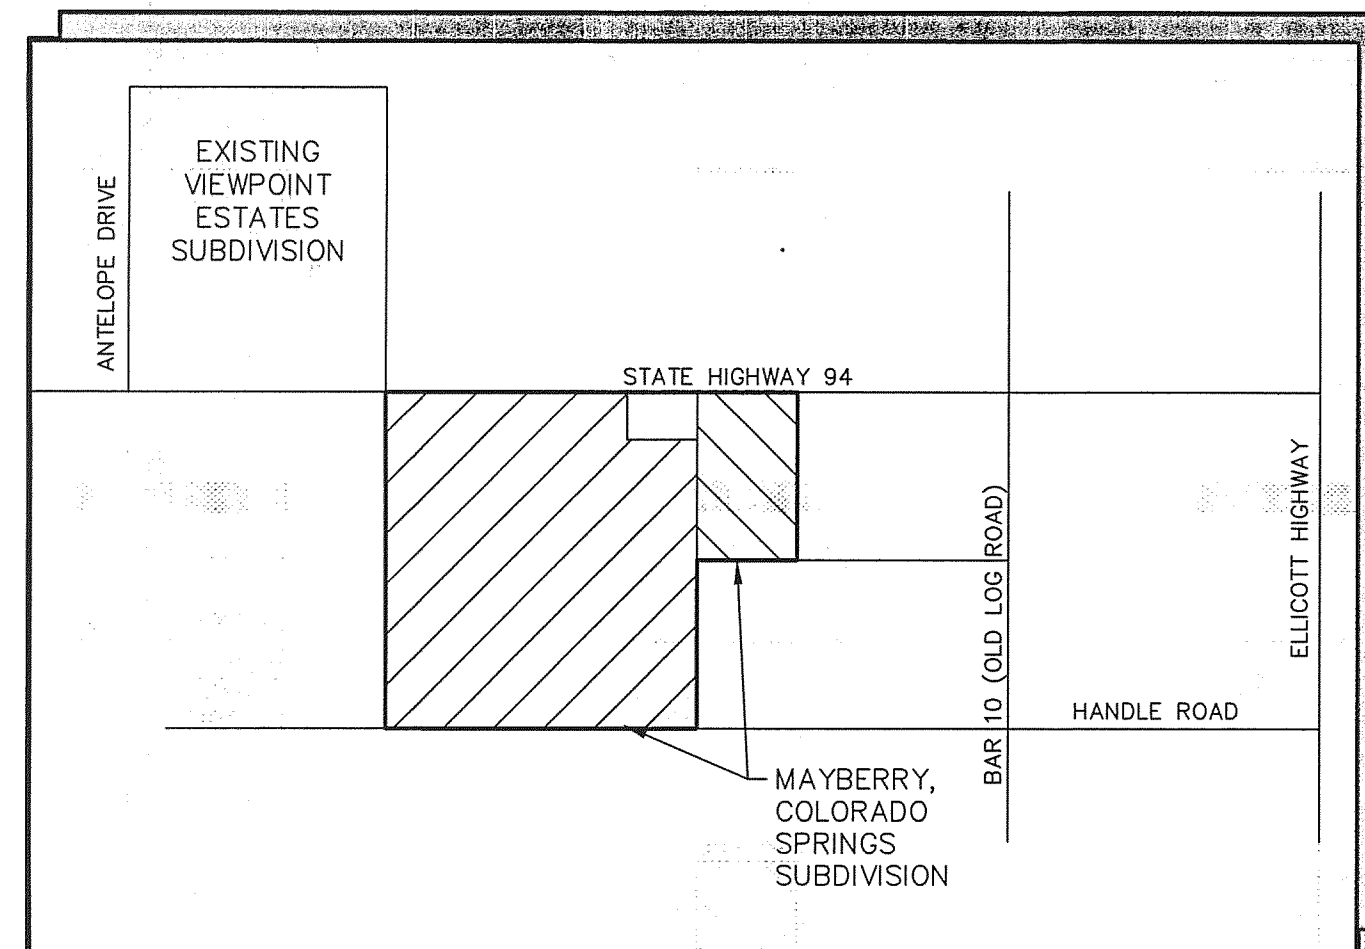 EXISTING
VIEWPOINT
ESTATES
SUBDIVISION
ANTELOPE DRIVE
STATE HIGHWAY 94
BAR 10 (OLD LOG ROAD)
ELLICOTT HIGHWAY
HANDLE ROAD
MAYBERRY,
COLORADO
SPRINGS
SUBDIVISION